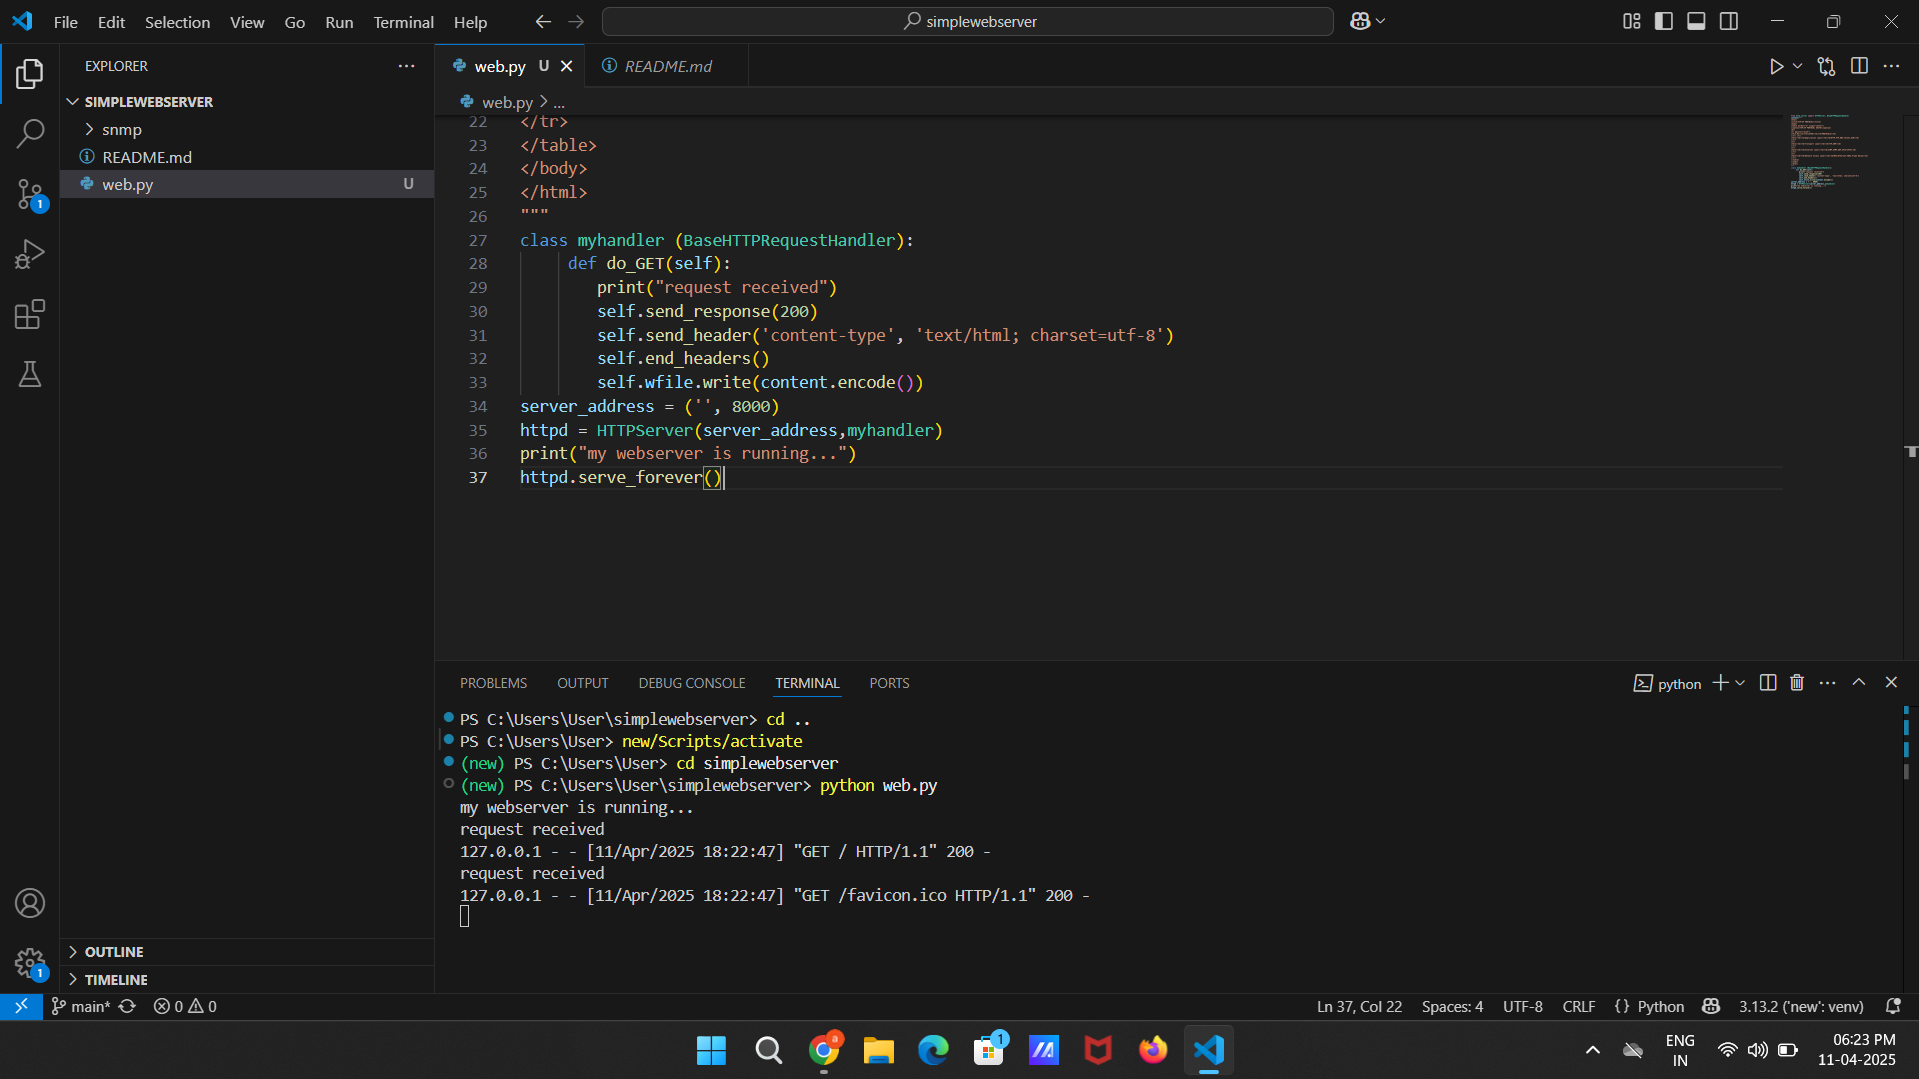 File Edit Selection View Go Run Terminal Help
simplewebserver
EXPLORER
SIMPLEWEBSERVER
snmp
README.md
web.py U
OUTLINE
TIMELINE
web.py U
README.md
web.py > ...
22 </tr>
23 </table>
24 </body>
25 </html>
26 """
27 class myhandler (BaseHTTPRequestHandler):
28 def do_GET(self):
29 print("request received")
30 self.send_response(200)
31 self.send_header('content-type', 'text/html; charset=utf-8')
32 self.end_headers()
33 self.wfile.write(content.encode())
34 server_address = ('', 8000)
35 httpd = HTTPServer(server_address,myhandler)
36 print("my webserver is running...")
37 httpd.serve_forever()
PROBLEMS OUTPUT DEBUG CONSOLE TERMINAL PORTS
python
PS C:\Users\User\simplewebserver> cd ..
PS C:\Users\User> new/Scripts/activate
(new) PS C:\Users\User> cd simplewebserver
(new) PS C:\Users\User\simplewebserver> python web.py
my webserver is running...
request received
127.0.0.1 - - [11/Apr/2025 18:22:47] "GET / HTTP/1.1" 200 -
request received
127.0.0.1 - - [11/Apr/2025 18:22:47] "GET /favicon.ico HTTP/1.1" 200 -
1
1
main* 0 0
Ln 37, Col 22 Spaces: 4 UTF-8 CRLF {} Python 3.13.2 ('new': venv)
a
1
ENG
IN
06:23 PM
11-04-2025